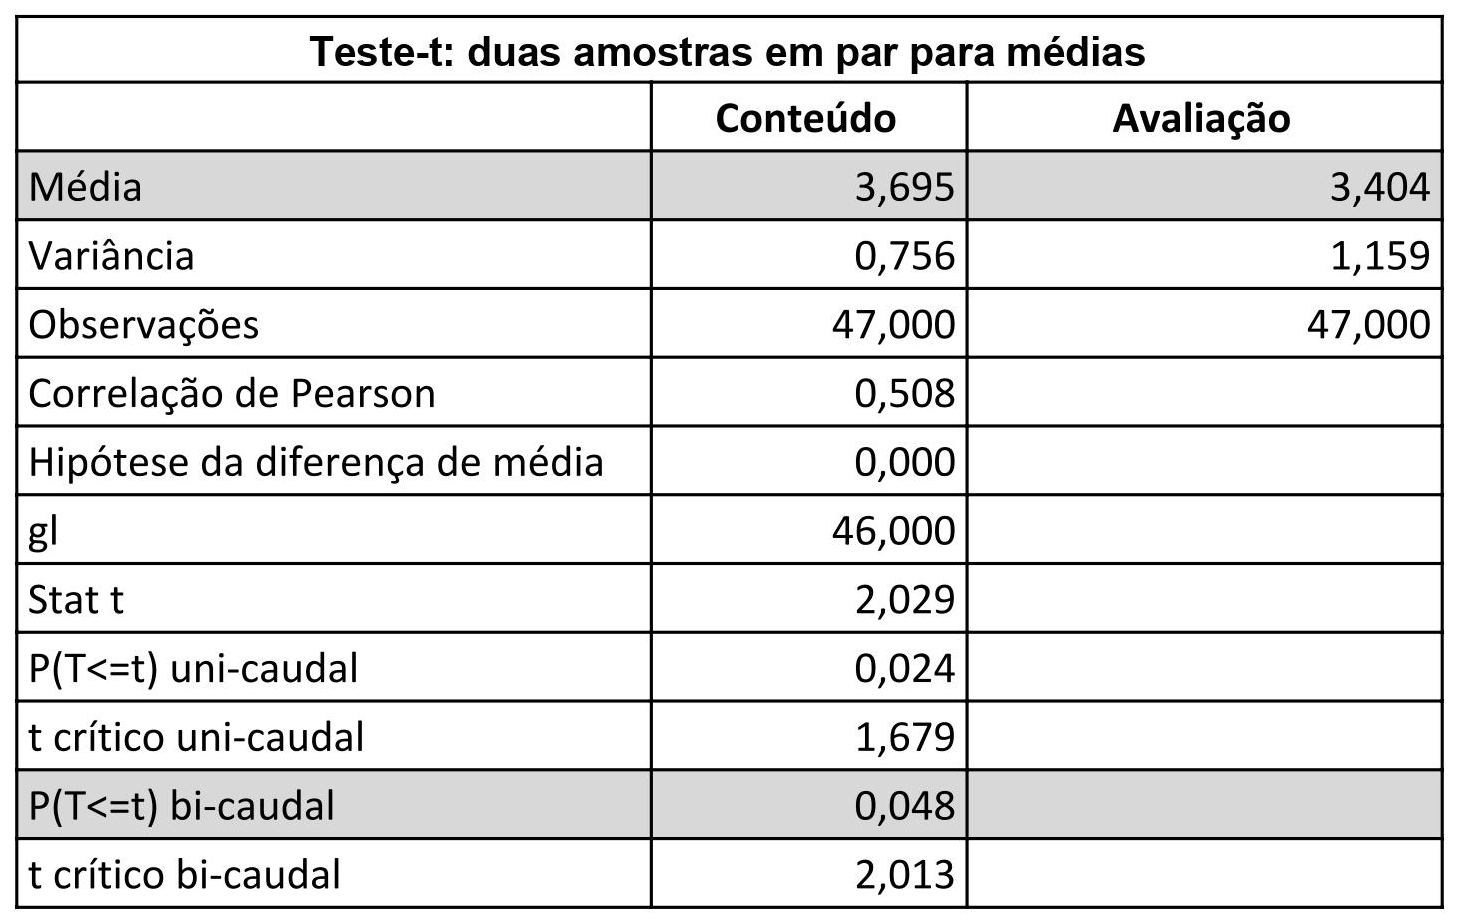 Teste-t: duas amostras em par para médias
Conteúdo Avaliação
Média 3,695 3,404
Variância 0,756 1,159
Observações 47,000 47,000
Correlação de Pearson 0,508
Hipótese da diferença de média 0,000
gl 46,000
Stat t 2,029
P(T<=t) uni-caudal 0,024
t crítico uni-caudal 1,679
P(T<=t) bi-caudal 0,048
t crítico bi-caudal 2,013